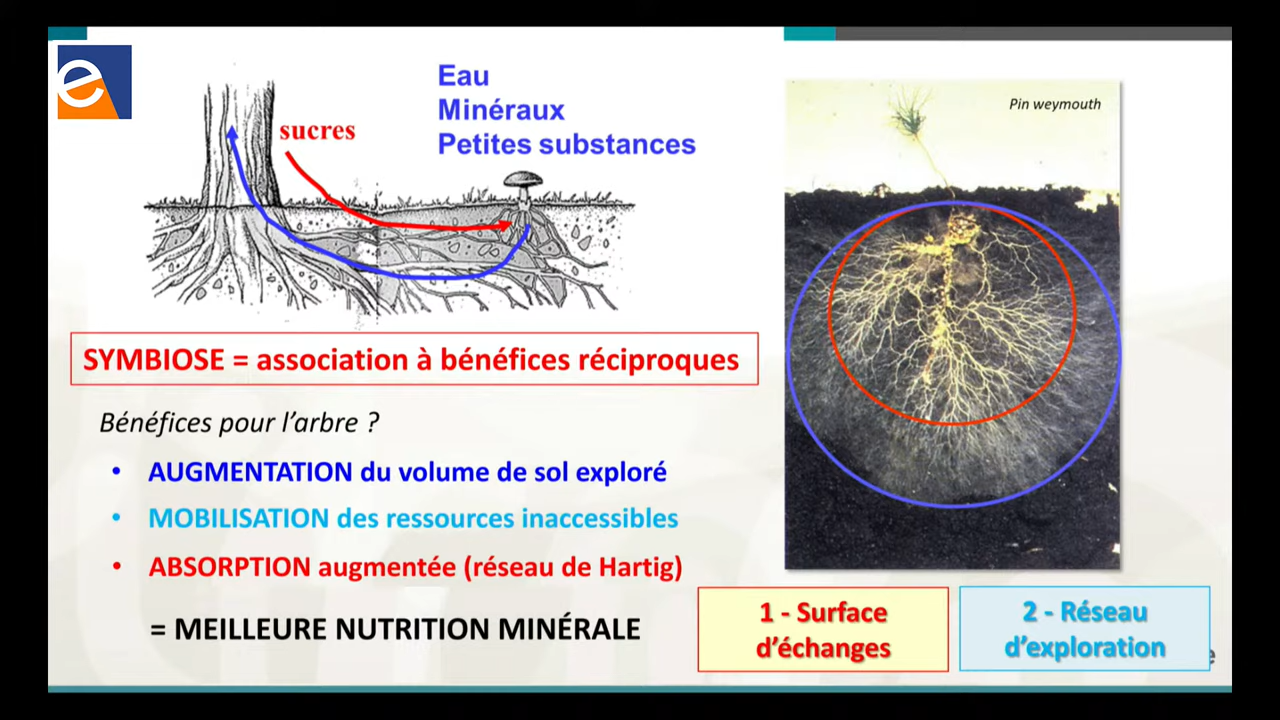 e
Eau
Minéraux
Petites substances
sucres
Pin weymouth
SYMBIOSE = association à bénéfices réciproques
Bénéfices pour l'arbre ?
• AUGMENTATION du volume de sol exploré
• MOBILISATION des ressources inaccessibles
• ABSORPTION augmentée (réseau de Hartig)
= MEILLEURE NUTRITION MINÉRALE
1 - Surface
d'échanges
2 - Réseau
d'exploration